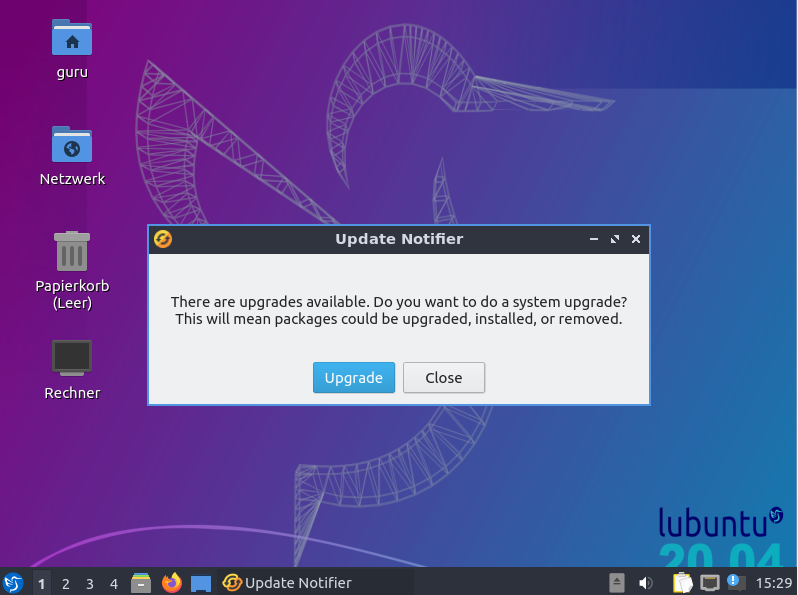 guru
Netzwerk
Papierkorb
(Leer)
Rechner
Update Notifier
There are upgrades available. Do you want to do a system upgrade?
This will mean packages could be upgraded, installed, or removed.
Upgrade
Close
lubuntu
20.04
1 2 3 4 Update Notifier 15:29